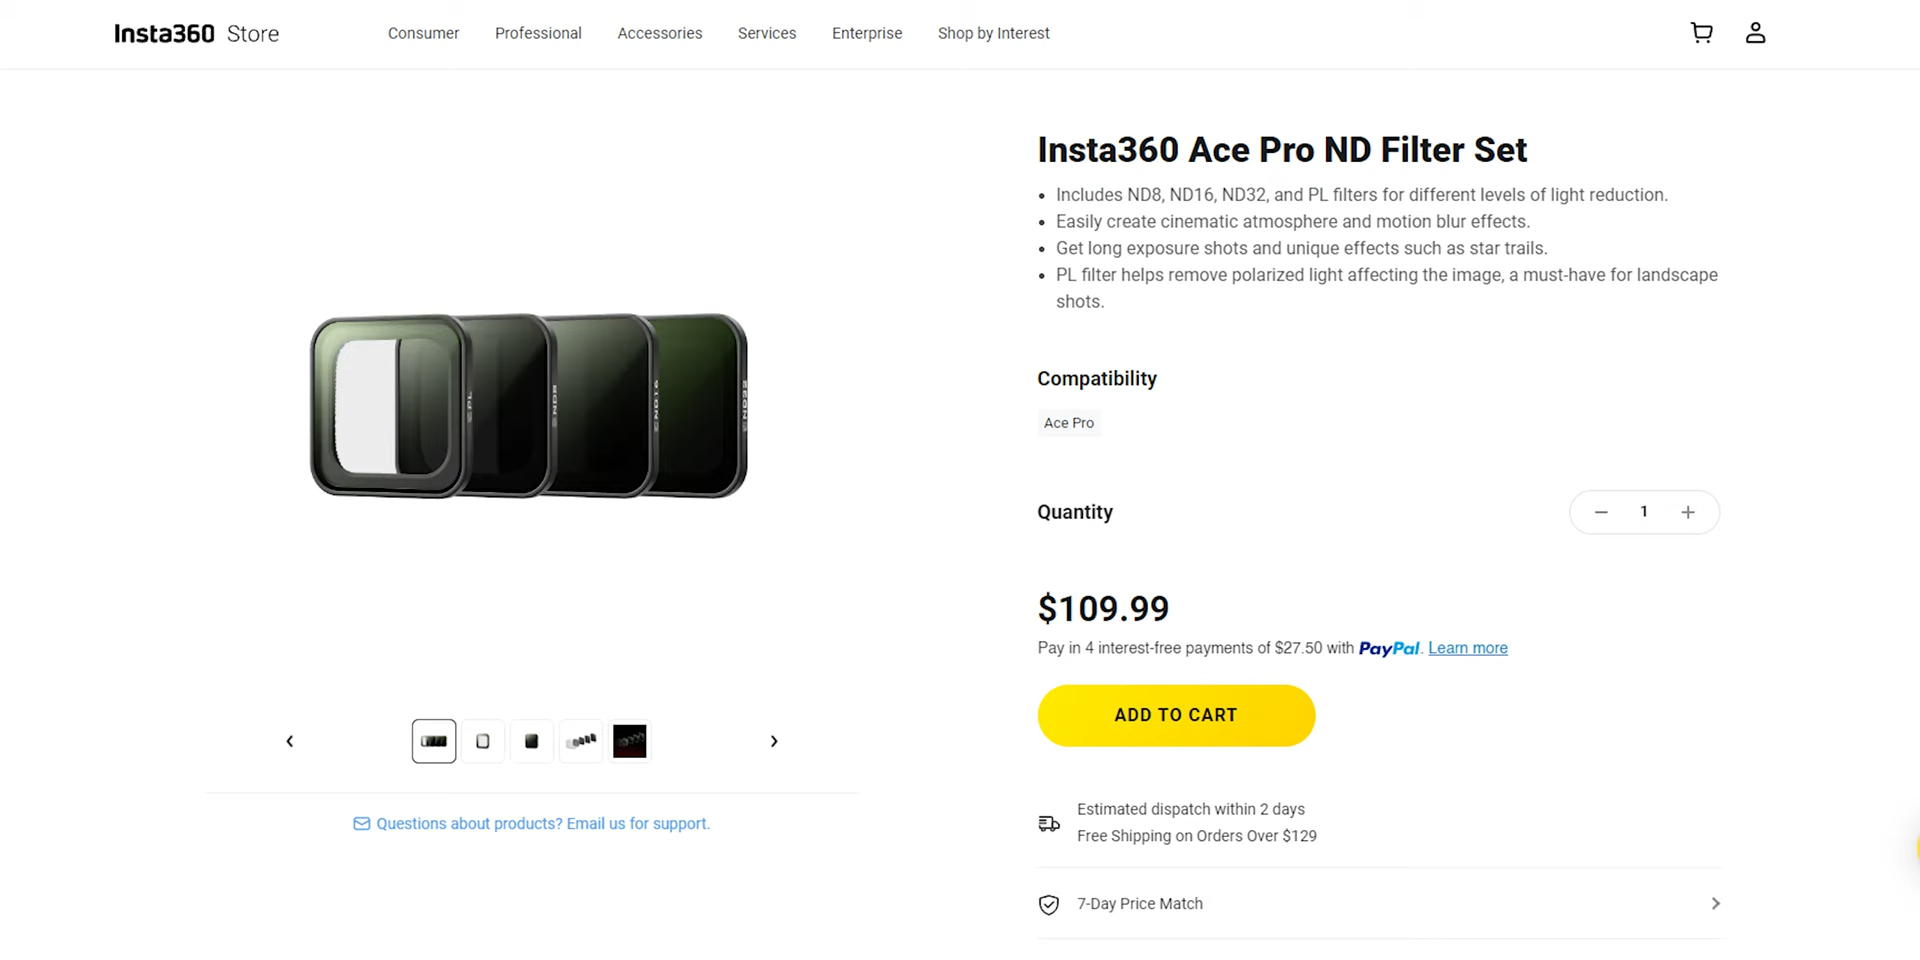 Insta360 Store
Consumer
Professional
Accessories
Services
Enterprise
Shop by Interest
Insta360 Ace Pro ND Filter Set
• Includes ND8, ND16, ND32, and PL filters for different levels of light reduction.
• Easily create cinematic atmosphere and motion blur effects.
• Get long exposure shots and unique effects such as star trails.
• PL filter helps remove polarized light affecting the image, a must-have for landscape
shots.
PL
ND8
ND16
ND32
Compatibility
Ace Pro
Quantity
1
$109.99
Pay in 4 interest-free payments of $27.50 with PayPal. Learn more
ADD TO CART
Questions about products? Email us for support.
Estimated dispatch within 2 days
Free Shipping on Orders Over $129
7-Day Price Match